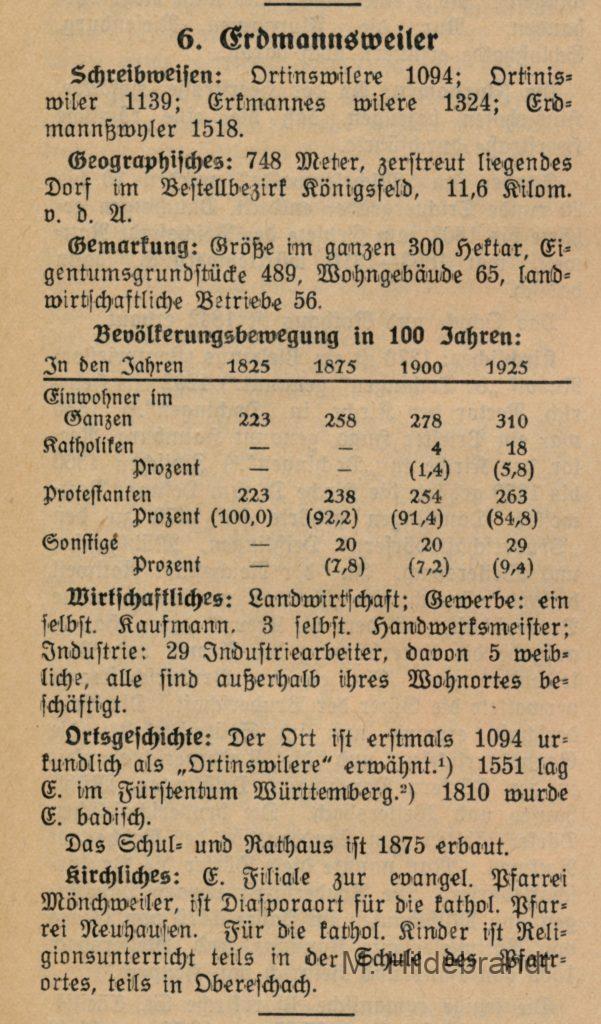 6. Erdmannsweiler
Schreibweisen: Ortinswilere 1094; Ortinis=
wiler 1139; Erkmannes wilere 1324; Erd=
mannßwyler 1518.
Geographisches: 748 Meter, zerstreut liegendes
Dorf im Bestellbezirk Königsfeld, 11,6 Kilom.
v. d. A.
Gemarkung: Größe im ganzen 300 Hektar, Ei=
gentumsgrundstücke 489, Wohngebäude 65, land=
wirtschaftliche Betriebe 56.
Bevölkerungsbewegung in 100 Jahren:
In den Jahren 1825 1875 1900 1925
Einwohner im
Ganzen 223 258 278 310
Katholiken — — 4 18
Prozent — — (1,4) (5,8)
Protestanten 223 238 254 263
Prozent (100,0) (92,2) (91,4) (84,8)
Sonstige — 20 20 29
Prozent — (7,8) (7,2) (9,4)
Wirtschaftliches: Landwirtschaft; Gewerbe: ein
selbst. Kaufmann. 3 selbst. Handwerksmeister;
Industrie: 29 Industriearbeiter, davon 5 weib=
liche, alle sind außerhalb ihres Wohnortes be=
schäftigt.
Ortsgeschichte: Der Ort ist erstmals 1094 ur=
kundlich als „Ortinswilere“ erwähnt.¹) 1551 lag
E. im Fürstentum Württemberg.²) 1810 wurde
E. badisch.
Das Schul= und Rathaus ist 1875 erbaut.
Kirchliches: E. Filiale zur evangel. Pfarrei
Mönchweiler, ist Diasporaort für die kathol. Pfar=
rei Neuhausen. Für die kathol. Kinder ist Reli=
gionsunterricht teils in der Schule des Pfarr=
ortes, teils in Obereschach.
M. Hildebrandt